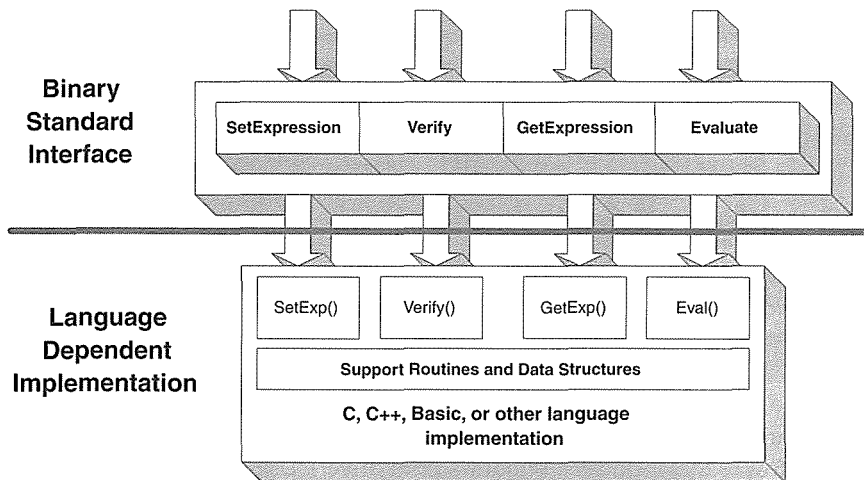 Binary
Standard
Interface
SetExpression
Verify
GetExpression
Evaluate
Language
Dependent
Implementation
SetExp()
Verify()
GetExp()
Eval()
Support Routines and Data Structures
C, C++, Basic, or other language
implementation